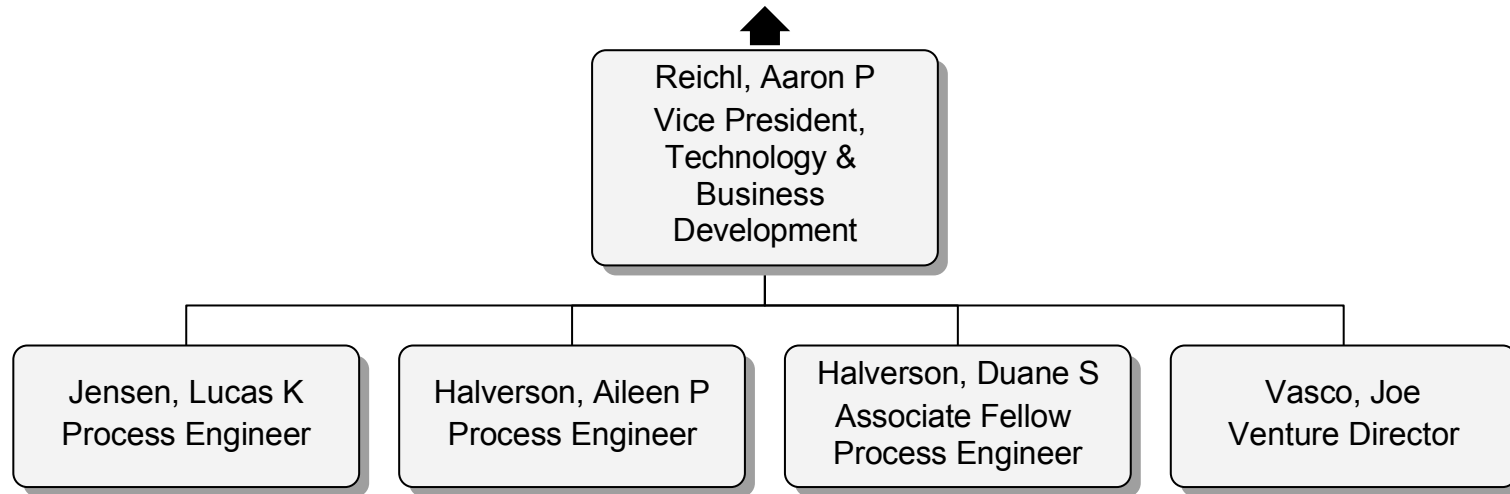 Reichl, Aaron P
Vice President,
Technology &
Business
Development
Jensen, Lucas K
Process Engineer
Halverson, Aileen P
Process Engineer
Halverson, Duane S
Associate Fellow
Process Engineer
Vasco, Joe
Venture Director